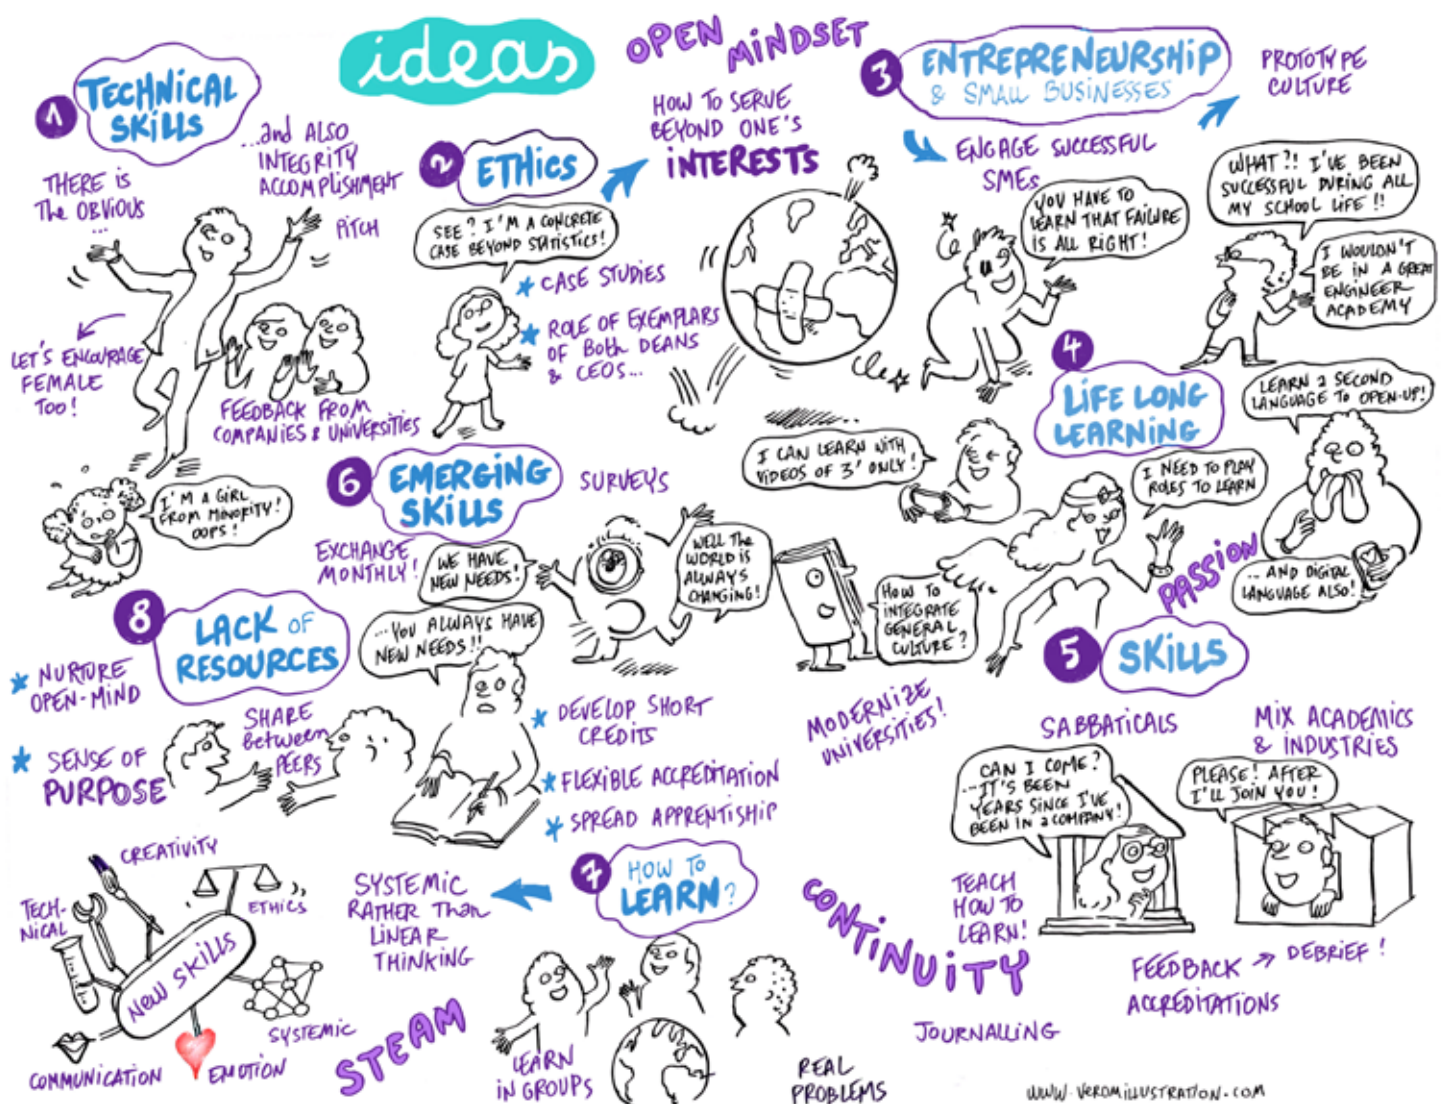 ideas
OPEN
MINDSET
1
TECHNICAL
SKILLS
THERE is
The OBVIOUS
...
...and ALSO
INTEGRITY
ACCOMPLISHMENT
PITCH
LET'S ENCOURAGE
FEMALE
TOO!
FEEDBACK FROM
COMPANIES & UNIVERSITIES
I'M A GIRL
FROM MINORITY!
OOPS!
2
ETHICS
HOW TO SERVE
BEYOND ONE'S
INTERESTS
SEE? I'M A CONCRETE
CASE BEYOND STATISTICS!
CASE STUDIES
ROLE OF EXEMPLARS
OF Both DEANS
& CEOS...
3
ENTREPRENEURSHIP
& SMALL BUSINESSES
PROTOTYPE
CULTURE
ENGAGE SUCCESSFUL
SMEs
YOU HAVE TO
LEARN THAT FAILURE
IS ALL RIGHT!
WHAT?! I'VE BEEN
SUCCESSFUL DURING ALL
MY SCHOOL LIFE!!
I WOULDN'T
BE IN A GREAT
ENGINEER
ACADEMY
4
LIFE LONG
LEARNING
LEARN 2 SECOND
LANGUAGE TO OPEN-UP!
... AND DIGITAL
LANGUAGE ALSO!
I CAN LEARN WITH
VIDEOS OF 3' ONLY!
I NEED TO PLAY
ROLES TO LEARN
HOW TO
INTEGRATE
GENERAL
CULTURE?
MODERNIZE
UNIVERSITIES!
PASSION
5
SKILLS
SABBATICALS
MIX ACADEMICS
& INDUSTRIES
CAN I COME?
...IT'S BEEN
YEARS SINCE I'VE
BEEN IN 2 COMPANY!
PLEASE! AFTER
I'LL JOIN YOU!
TEACH
HOW TO
LEARN!
FEEDBACK
DEBRIEF!
ACCREDITATIONS
CONTINUITY
JOURNALLING
6
EMERGING
SKILLS
SURVEYS
EXCHANGE
MONTHLY!
WE HAVE
NEW NEEDS!
WELL The
WORLD IS
ALWAYS
CHANGING!
...YOU ALWAYS HAVE
NEW NEEDS!!
DEVELOP SHORT
CREDITS
FLEXIBLE ACCREDITATION
SPREAD APPRENTISHIP
7
HOW TO
LEARN?
SYSTEMIC
RATHER Than
LINEAR
THINKING
STEAM
LEARN
IN GROUPS
REAL
PROBLEMS
8
LACK OF
RESOURCES
NURTURE
OPEN-MIND
SENSE OF
PURPOSE
SHARE
Between
PEERS
NEW SKILLS
CREATIVITY
ETHICS
TECH-
NICAL
SYSTEMIC
EMOTION
COMMUNICATION
WWW.VEROMILLUSTRATION.COM